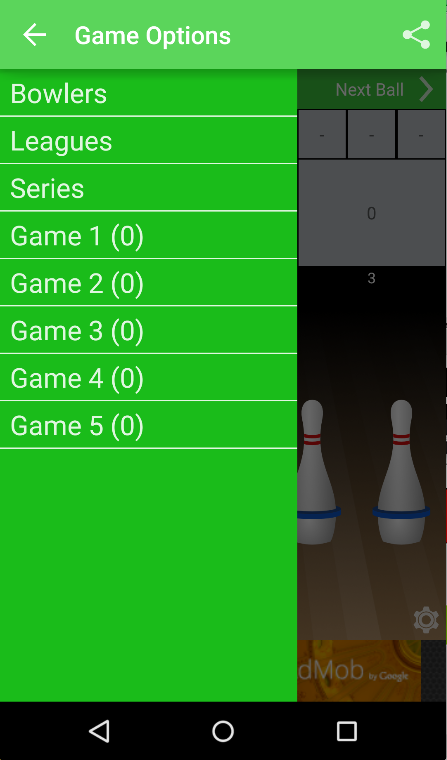 Game Options
Next Ball
- - -
0
3
Bowlers
Leagues
Series
Game 1 (0)
Game 2 (0)
Game 3 (0)
Game 4 (0)
Game 5 (0)
dMob by Google